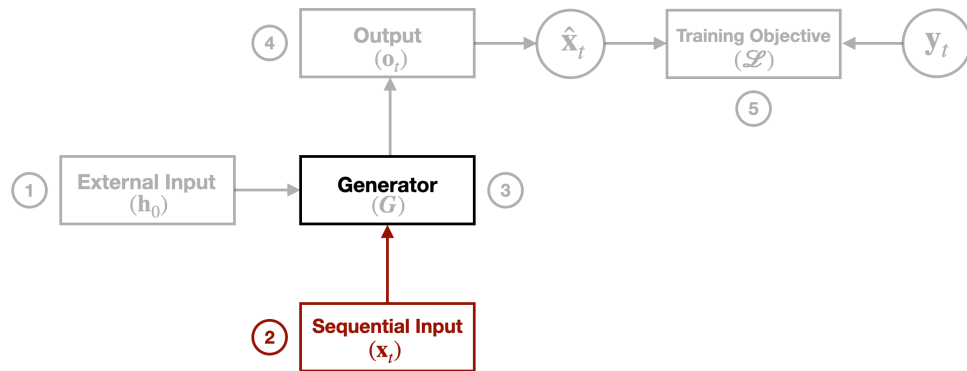 4
Output
(o_t)
x̂_t
Training Objective
(ℒ)
y_t
5
1
External Input
(h_0)
Generator
(G)
3
2
Sequential Input
(x_t)